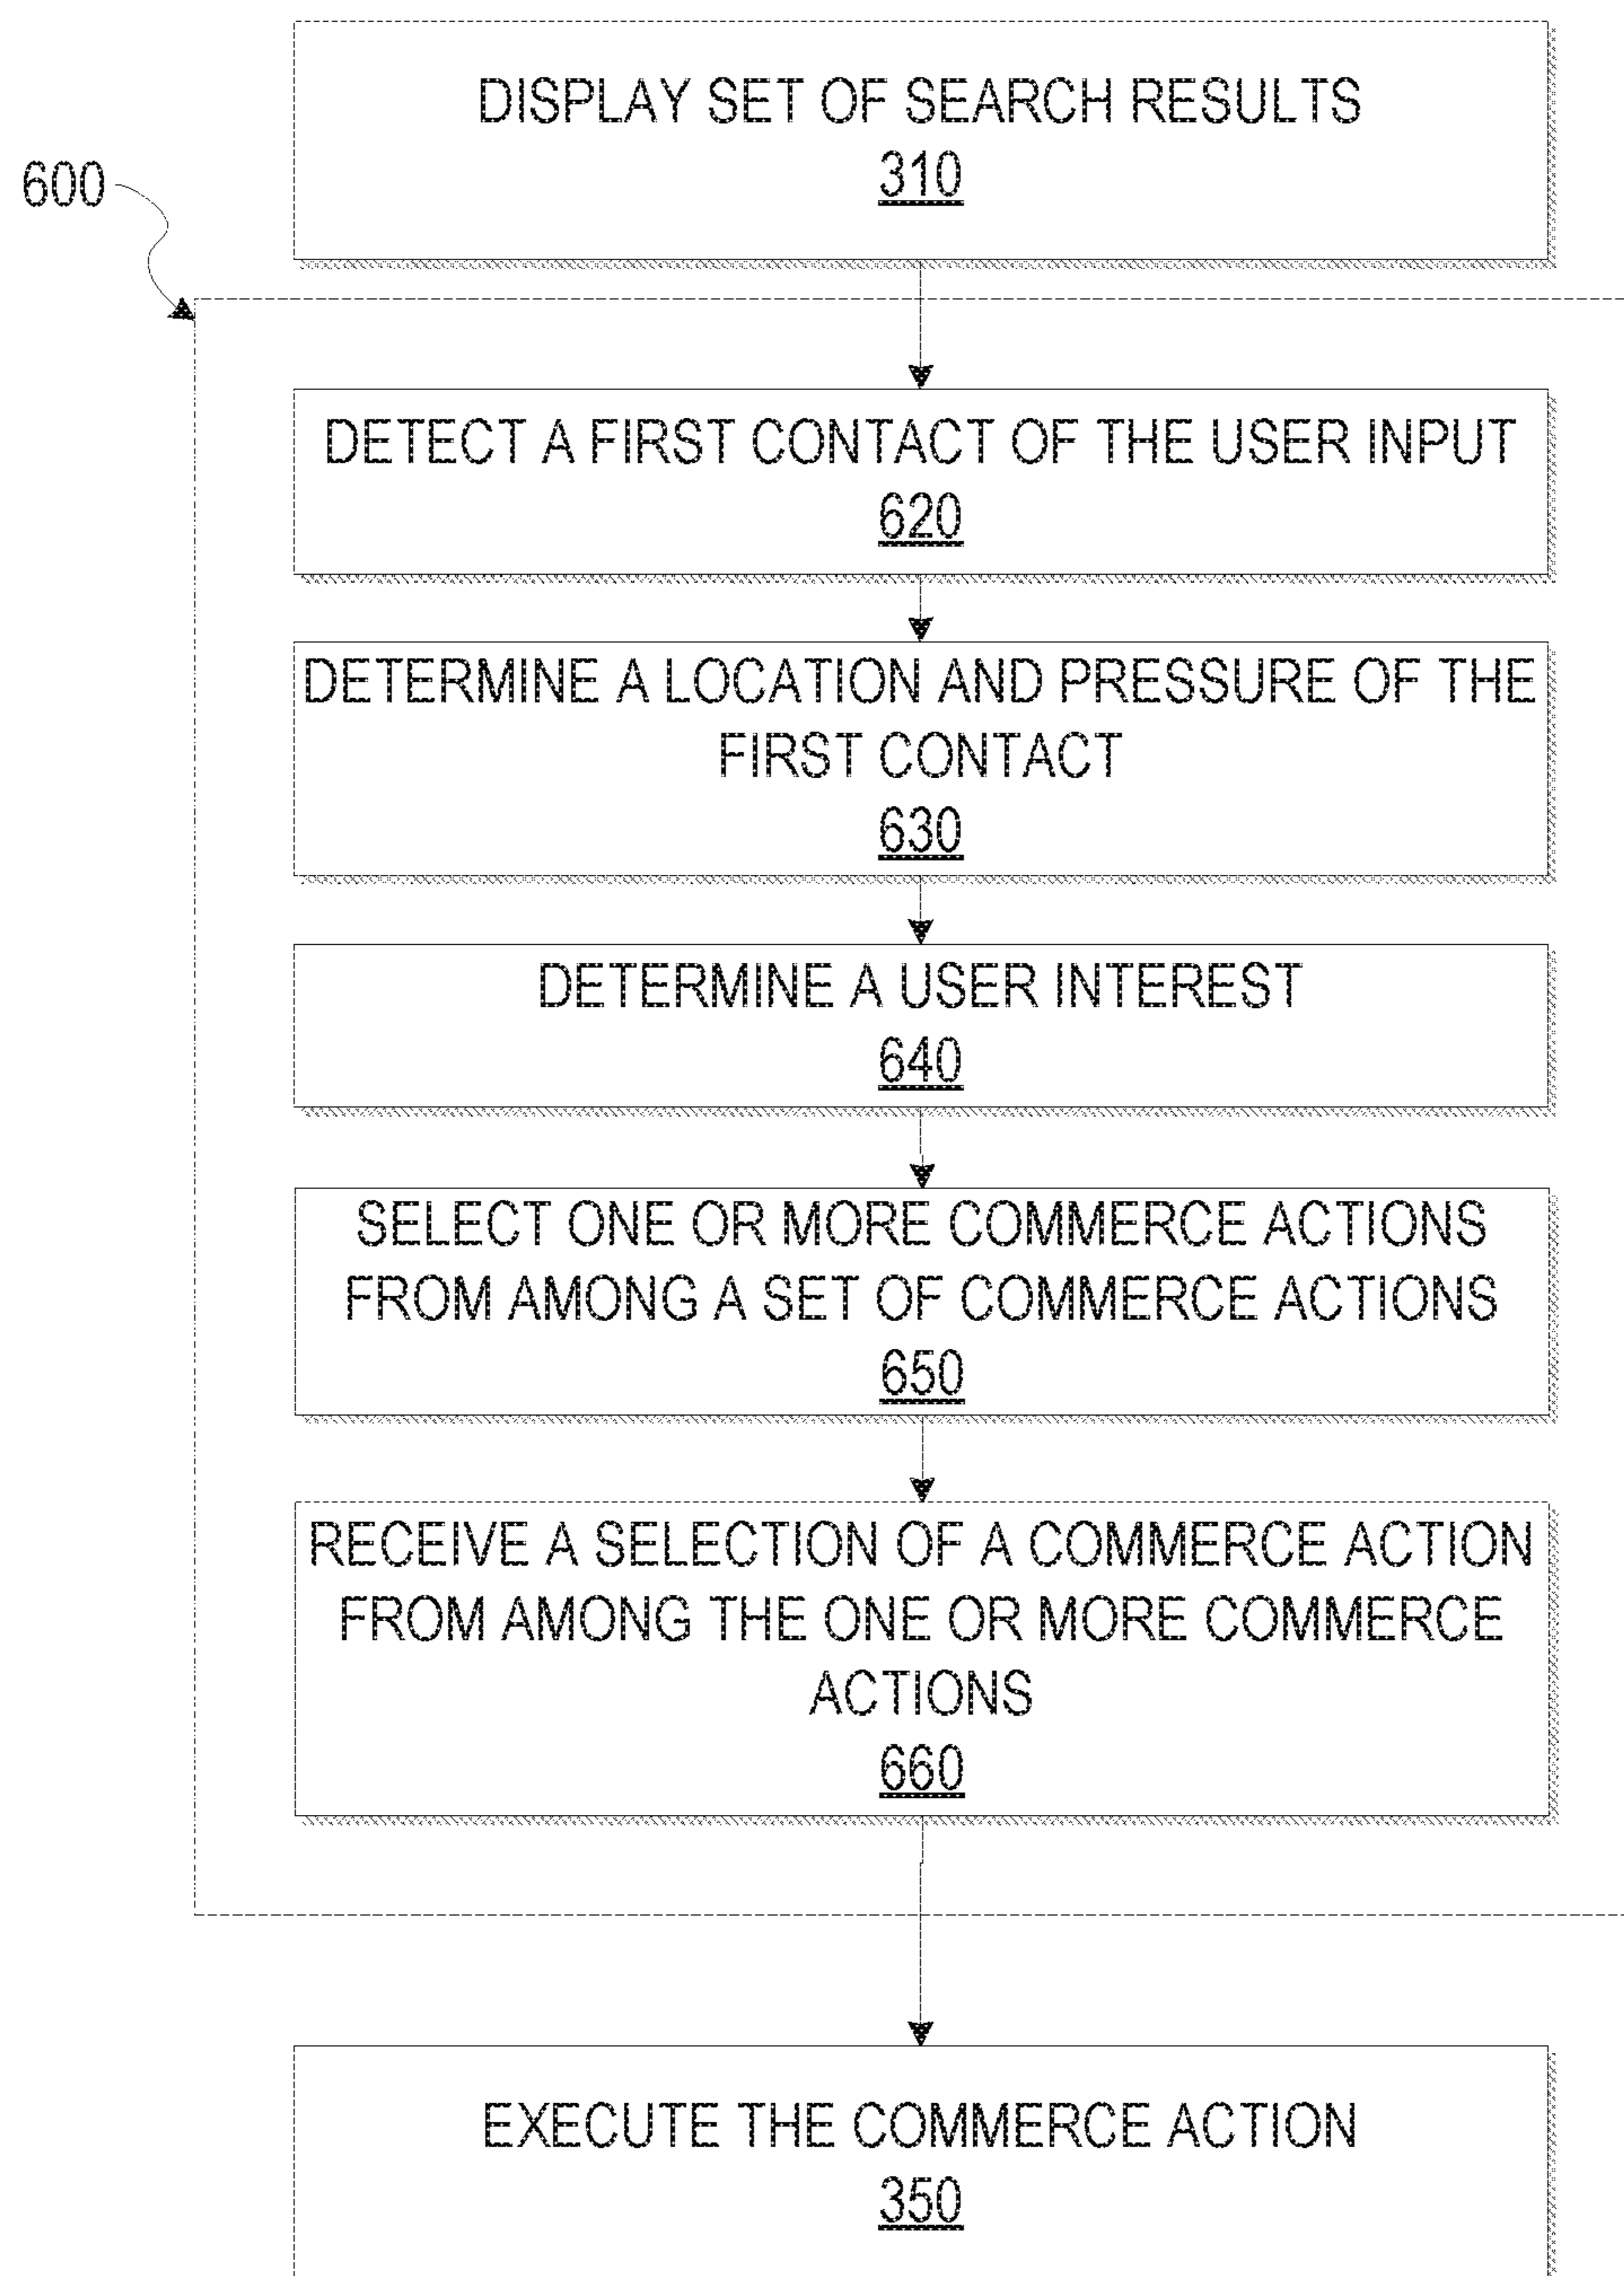 DISPLAY SET OF SEARCH RESULTS
310
600
DETECT A FIRST CONTACT OF THE USER INPUT
620
DETERMINE A LOCATION AND PRESSURE OF THE
FIRST CONTACT
630
DETERMINE A USER INTEREST
640
SELECT ONE OR MORE COMMERCE ACTIONS
FROM AMONG A SET OF COMMERCE ACTIONS
650
RECEIVE A SELECTION OF A COMMERCE ACTION
FROM AMONG THE ONE OR MORE COMMERCE
ACTIONS
660
EXECUTE THE COMMERCE ACTION
350